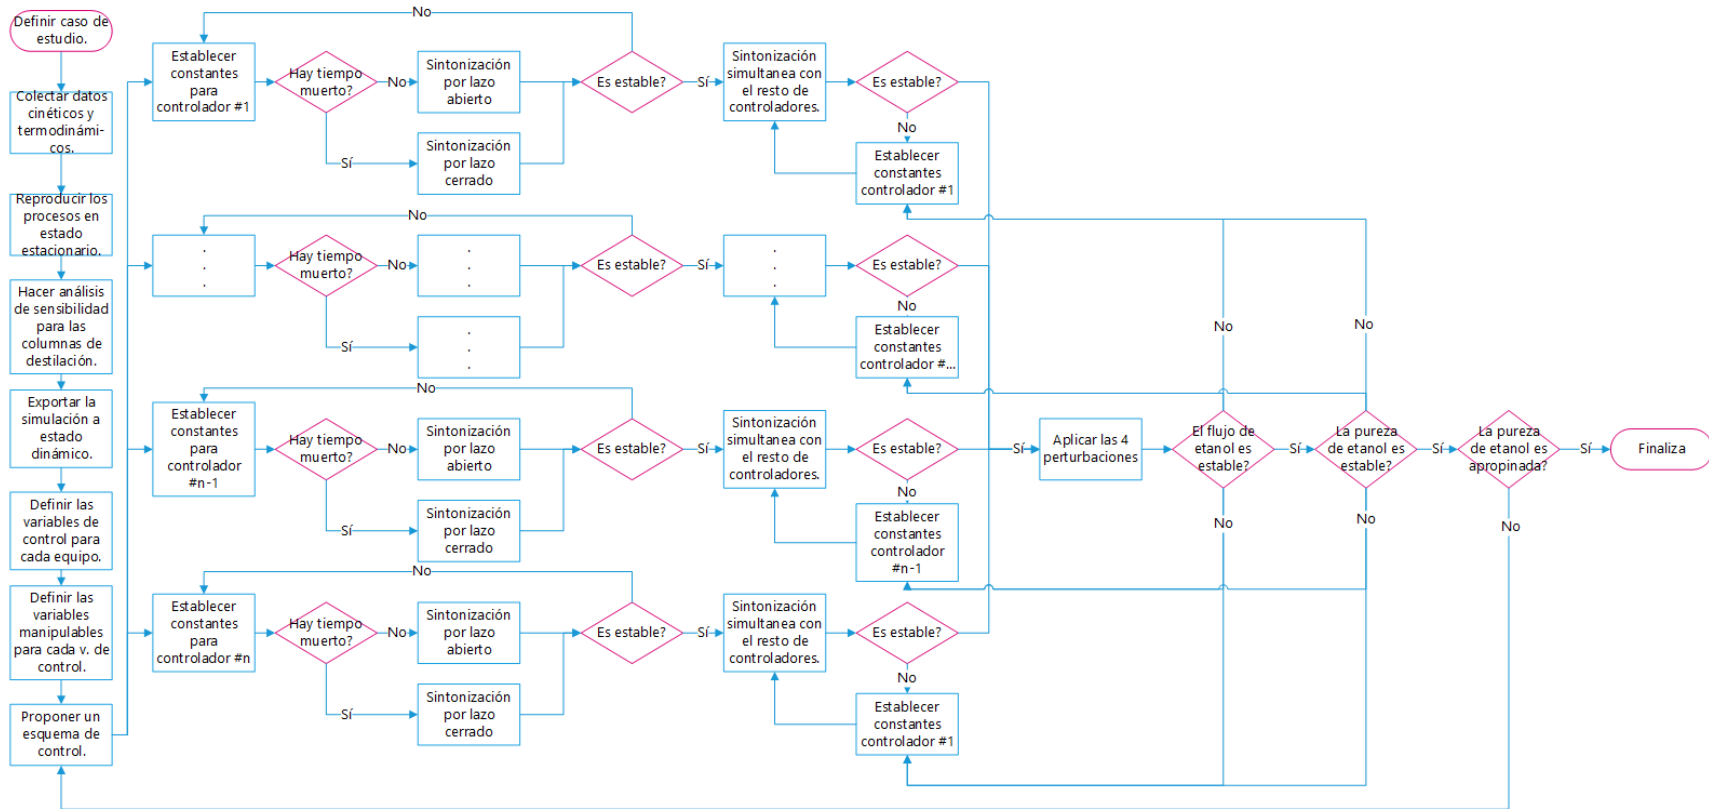 Definir caso de
estudio.
Colectar datos
cinéticos y
termodinámi-
cos.
Reproducir los
procesos en
estado
estacionario.
Hacer análisis
de sensibilidad
para las
columnas de
destilación.
Exportar la
simulación a
estado
dinámico.
Definir las
variables de
control para
cada equipo.
Definir las
variables
manipulables
para cada v. de
control.
Proponer un
esquema de
control.
No
Establecer
constantes
para
controlador #1
Hay tiempo
muerto?
No
Sintonización
por lazo
abierto
Sí
Sintonización
por lazo
cerrado
Es estable?
Sí
Sintonización
simultanea con
el resto de
controladores.
Es estable?
No
Establecer
constantes
controlador #1
No
.
.
.
Hay tiempo
muerto?
No
.
.
.
Sí
.
.
.
Es estable?
Sí
.
.
.
Es estable?
No
Establecer
constantes
controlador #...
No
Establecer
constantes
para
controlador
#n-1
Hay tiempo
muerto?
No
Sintonización
por lazo
abierto
Sí
Sintonización
por lazo
cerrado
Es estable?
Sí
Sintonización
simultanea con
el resto de
controladores.
Es estable?
No
Establecer
constantes
controlador
#n-1
No
Establecer
constantes
para
controlador #n
Hay tiempo
muerto?
No
Sintonización
por lazo
abierto
Sí
Sintonización
por lazo
cerrado
Es estable?
Sí
Sintonización
simultanea con
el resto de
controladores.
Es estable?
No
Establecer
constantes
controlador #1
Sí
Aplicar las 4
perturbaciones
El flujo de
etanol es
estable?
No
No
Sí
La pureza
de etanol es
estable?
No
No
Sí
La pureza
de etanol es
apropinada?
No
Sí
Finaliza